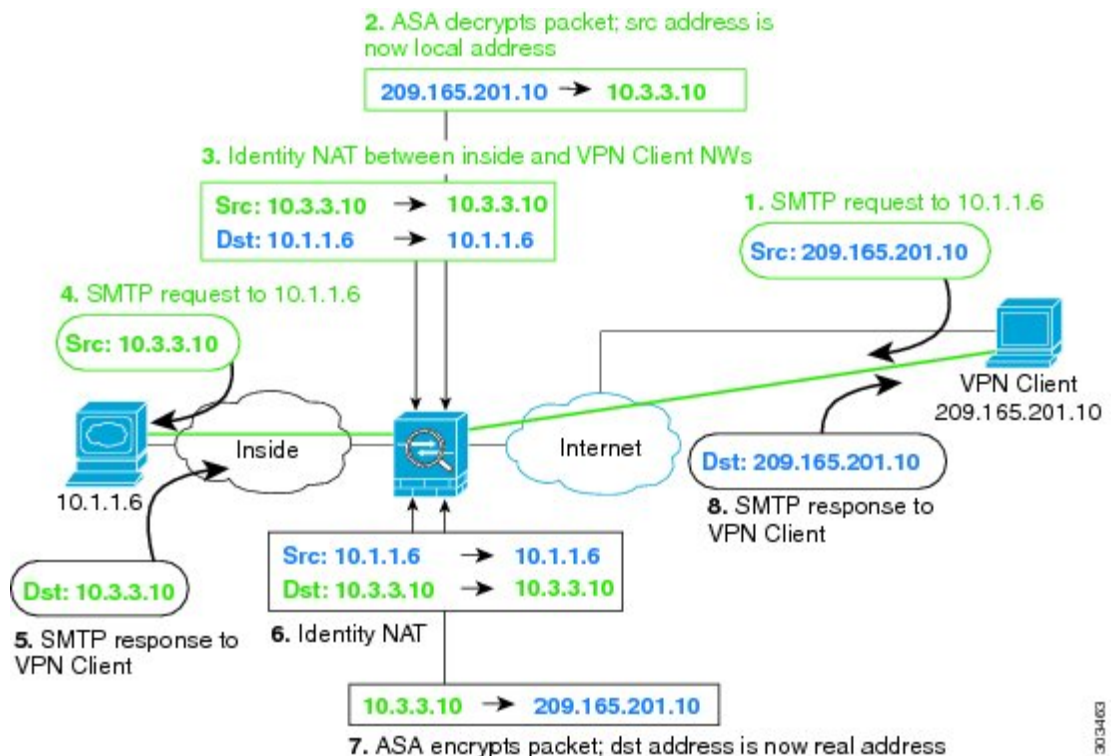 2. ASA decrypts packet; src address is
now local address
209.165.201.10 → 10.3.3.10
3. Identity NAT between inside and VPN Client NWs
Src: 10.3.3.10 → 10.3.3.10
Dst: 10.1.1.6 → 10.1.1.6
1. SMTP request to 10.1.1.6
Src: 209.165.201.10
4. SMTP request to 10.1.1.6
Src: 10.3.3.10
VPN Client
209.165.201.10
Inside
Internet
10.1.1.6
Dst: 209.165.201.10
8. SMTP response to
VPN Client
Src: 10.1.1.6 → 10.1.1.6
Dst: 10.3.3.10 → 10.3.3.10
6. Identity NAT
Dst: 10.3.3.10
5. SMTP response to
VPN Client
10.3.3.10 → 209.165.201.10
7. ASA encrypts packet; dst address is now real address